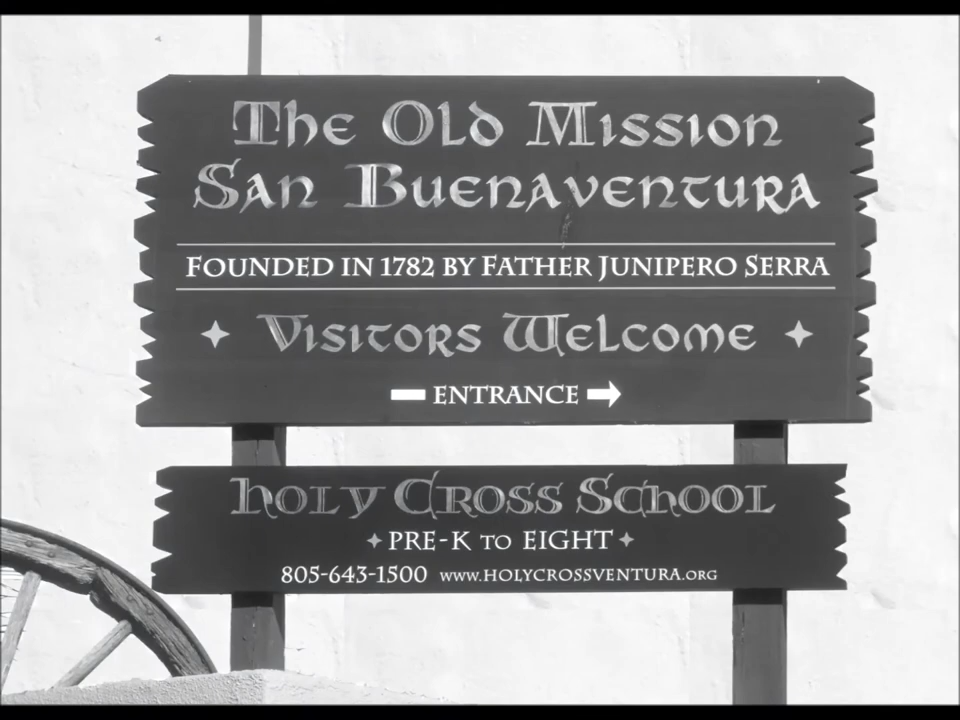 The Old Mission
San Buenaventura
FOUNDED IN 1782 BY FATHER JUNIPERO SERRA
Visitors Welcome
ENTRANCE
Holy Cross School
PRE-K TO EIGHT
805-643-1500 WWW.HOLYCROSSVENTURA.ORG